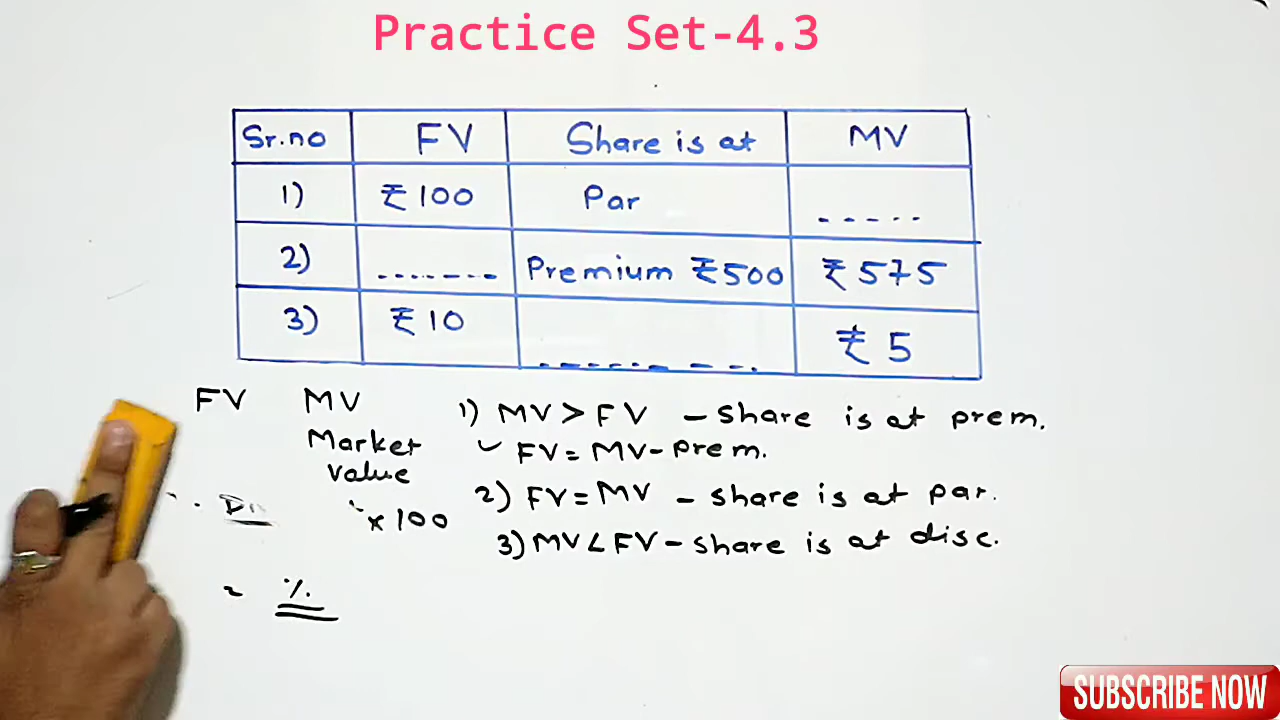 Practice Set-4.3
Sr.no FV Share is at MV
1) ₹100 Par .....
2) ....... Premium ₹500 ₹575
3) ₹10 ........ ₹5
FV MV
Market
value
×100
= %
1) MV > FV - Share is at prem.
FV = MV - Prem.
2) FV = MV - share is at par.
3) MV < FV - share is at disc.
SUBSCRIBE NOW